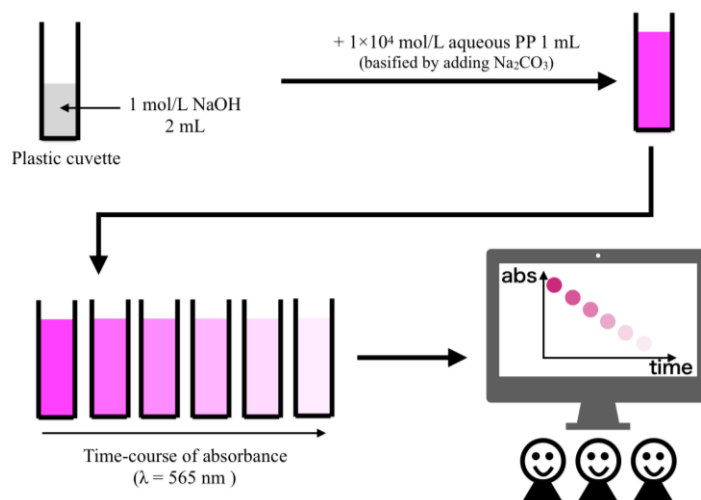 + 1×10⁴ mol/L aqueous PP 1 mL
(basified by adding Na₂CO₃)
1 mol/L NaOH
2 mL
Plastic cuvette
abs
time
Time-course of absorbance
(λ = 565 nm )